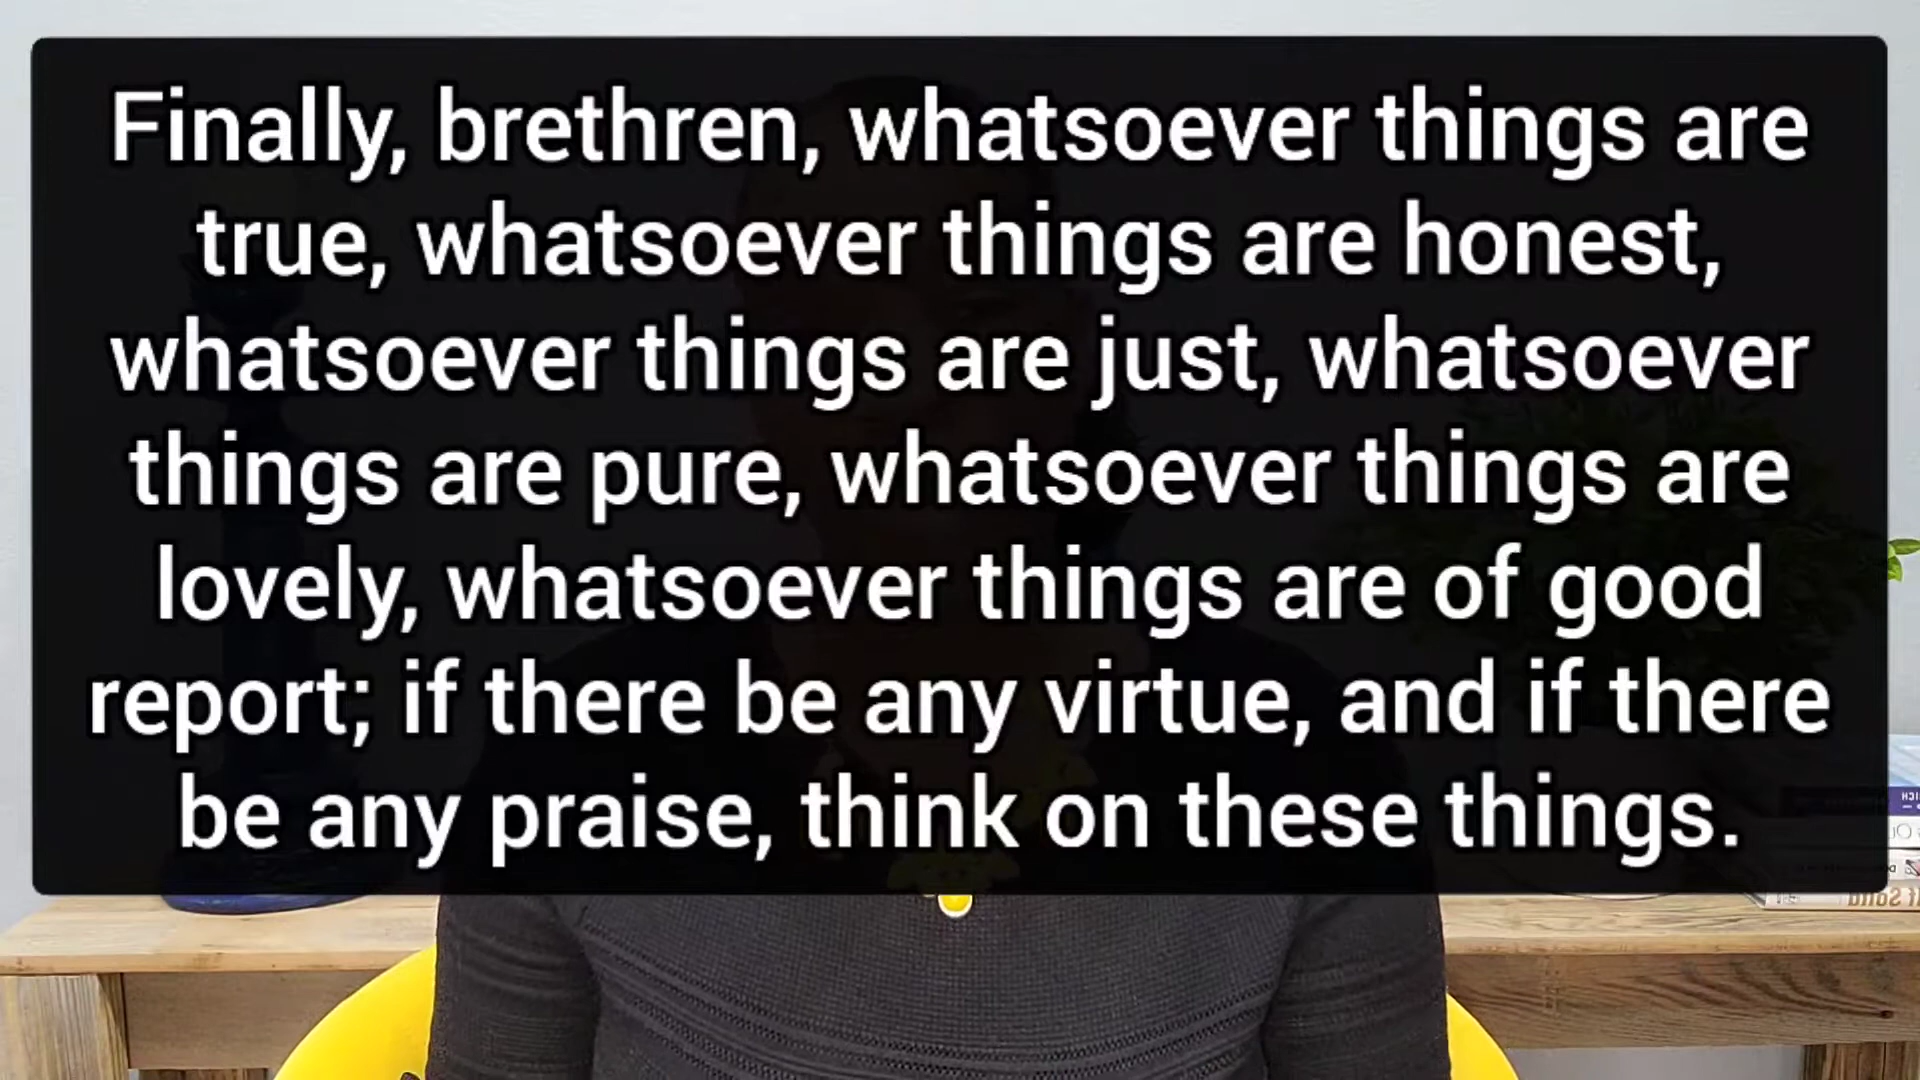 Finally, brethren, whatsoever things are
true, whatsoever things are honest,
whatsoever things are just, whatsoever
things are pure, whatsoever things are
lovely, whatsoever things are of good
report; if there be any virtue, and if there
be any praise, think on these things.